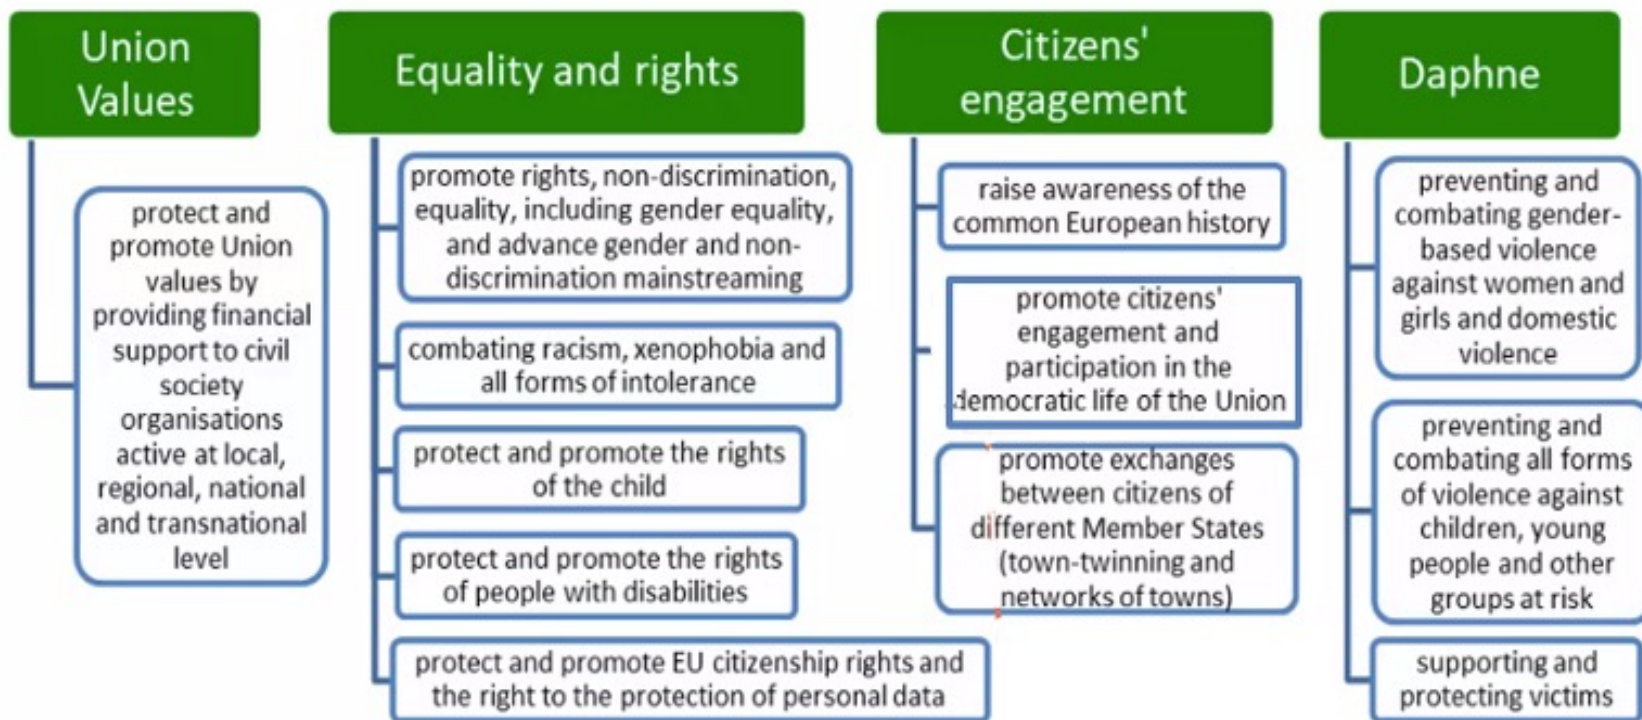 Union
Values
protect and
promote Union
values by
providing financial
support to civil
society
organisations
active at local,
regional, national
and transnational
level
Equality and rights
promote rights, non-discrimination,
equality, including gender equality,
and advance gender and non-
discrimination mainstreaming
combating racism, xenophobia and
all forms of intolerance
protect and promote the rights
of the child
protect and promote the rights
of people with disabilities
protect and promote EU citizenship rights and
the right to the protection of personal data
Citizens'
engagement
raise awareness of the
common European history
promote citizens'
engagement and
participation in the
democratic life of the Union
promote exchanges
between citizens of
different Member States
(town-twinning and
networks of towns)
Daphne
preventing and
combating gender-
based violence
against women and
girls and domestic
violence
preventing and
combating all forms
of violence against
children, young
people and other
groups at risk
supporting and
protecting victims